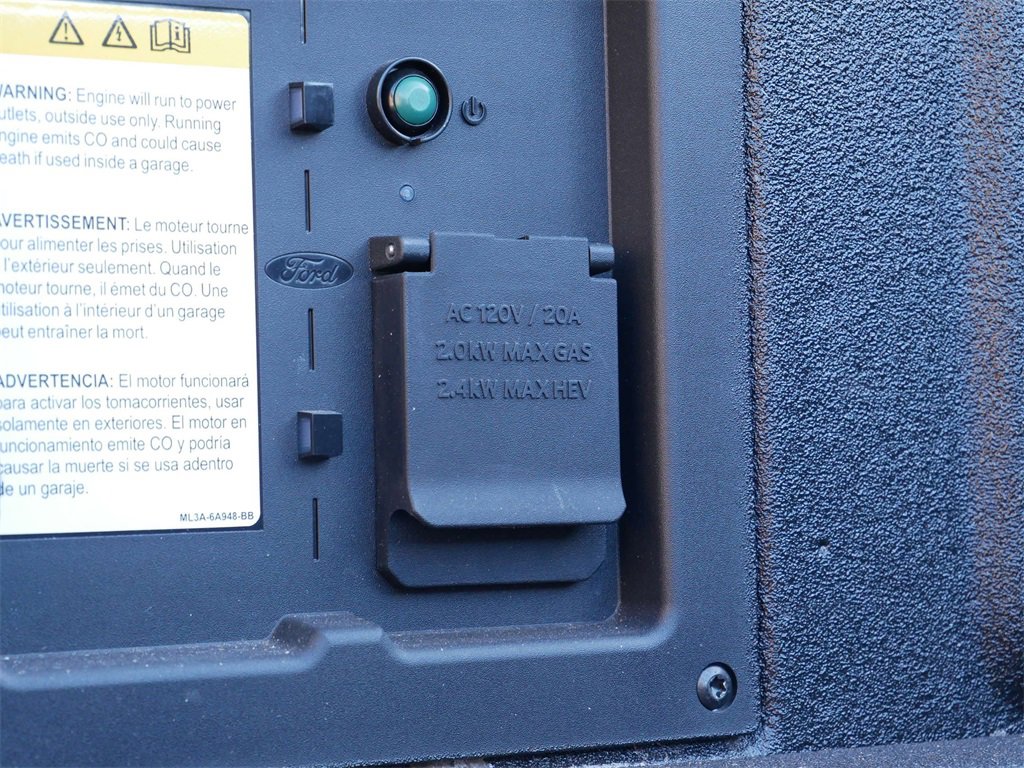 WARNING: Engine will run to power
outlets, outside use only. Running
engine emits CO and could cause
death if used inside a garage.
AVERTISSEMENT: Le moteur tourne
pour alimenter les prises. Utilisation
l'extérieur seulement. Quand le
moteur tourne, il émet du CO. Une
utilisation à l'intérieur d'un garage
peut entraîner la mort.
ADVERTENCIA: El motor funcionará
para activar los tomacorrientes, usar
solamente en exteriores. El motor en
funcionamiento emite CO y podría
causar la muerte si se usa adentro
de un garaje.
ML3A-6A948-BB
Ford
AC 120V / 20A
2.0KW MAX GAS
2.4KW MAX HEV